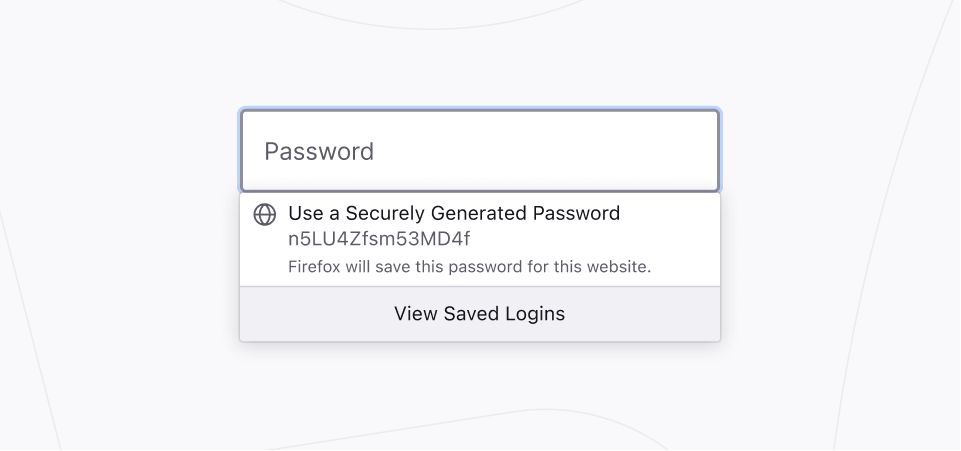 Password
Use a Securely Generated Password
n5LU4Zfsm53MD4f
Firefox will save this password for this website.
View Saved Logins